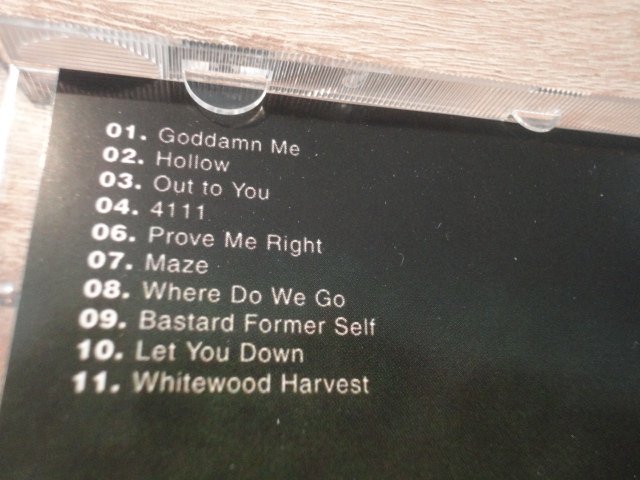 01. Goddamn Me
02. Hollow
03. Out to You
04. 4111
06. Prove Me Right
07. Maze
08. Where Do We Go
09. Bastard Former Self
10. Let You Down
11. Whitewood Harvest